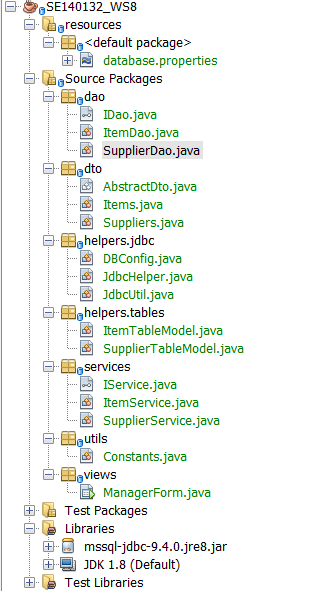 SE140132_WS8
resources
<default package>
database.properties
Source Packages
dao
IDao.java
ItemDao.java
SupplierDao.java
dto
AbstractDto.java
Items.java
Suppliers.java
helpers.jdbc
DBConfig.java
JdbcHelper.java
JdbcUtil.java
helpers.tables
ItemTableModel.java
SupplierTableModel.java
services
IService.java
ItemService.java
SupplierService.java
utils
Constants.java
views
ManagerForm.java
Test Packages
Libraries
mssql-jdbc-9.4.0.jre8.jar
JDK 1.8 (Default)
Test Libraries